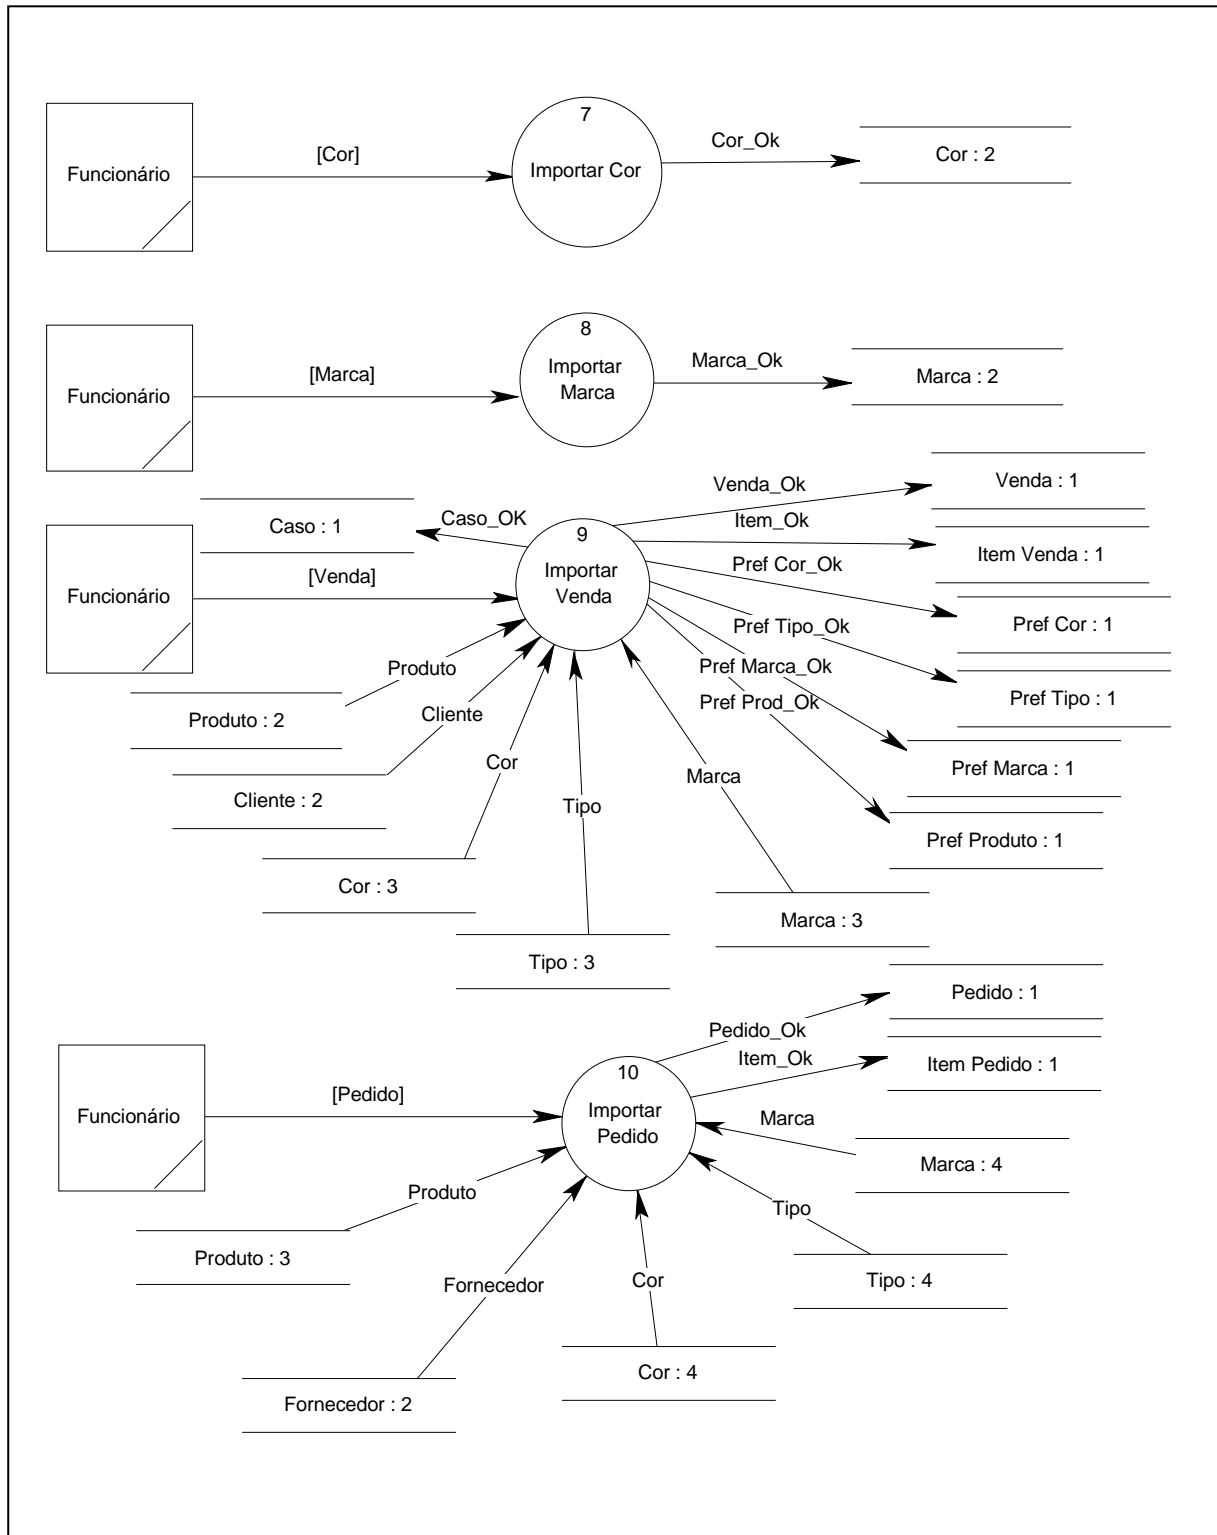 7
Funcionário
[Cor]
Importar Cor
Cor_Ok
Cor : 2
8
Funcionário
[Marca]
Importar
Marca
Marca_Ok
Marca : 2
Caso : 1
Caso_OK
9
Funcionário
[Venda]
Importar
Venda
Venda_Ok
Venda : 1
Item_Ok
Item Venda : 1
Pref Cor_Ok
Pref Cor : 1
Pref Tipo_Ok
Pref Tipo : 1
Pref Marca_Ok
Pref Marca : 1
Pref Prod_Ok
Pref Produto : 1
Produto
Produto : 2
Cliente
Cliente : 2
Cor
Cor : 3
Tipo
Tipo : 3
Marca
Marca : 3
10
Funcionário
[Pedido]
Importar
Pedido
Pedido_Ok
Pedido : 1
Item_Ok
Item Pedido : 1
Marca
Marca : 4
Produto
Produto : 3
Tipo
Tipo : 4
Fornecedor
Fornecedor : 2
Cor
Cor : 4